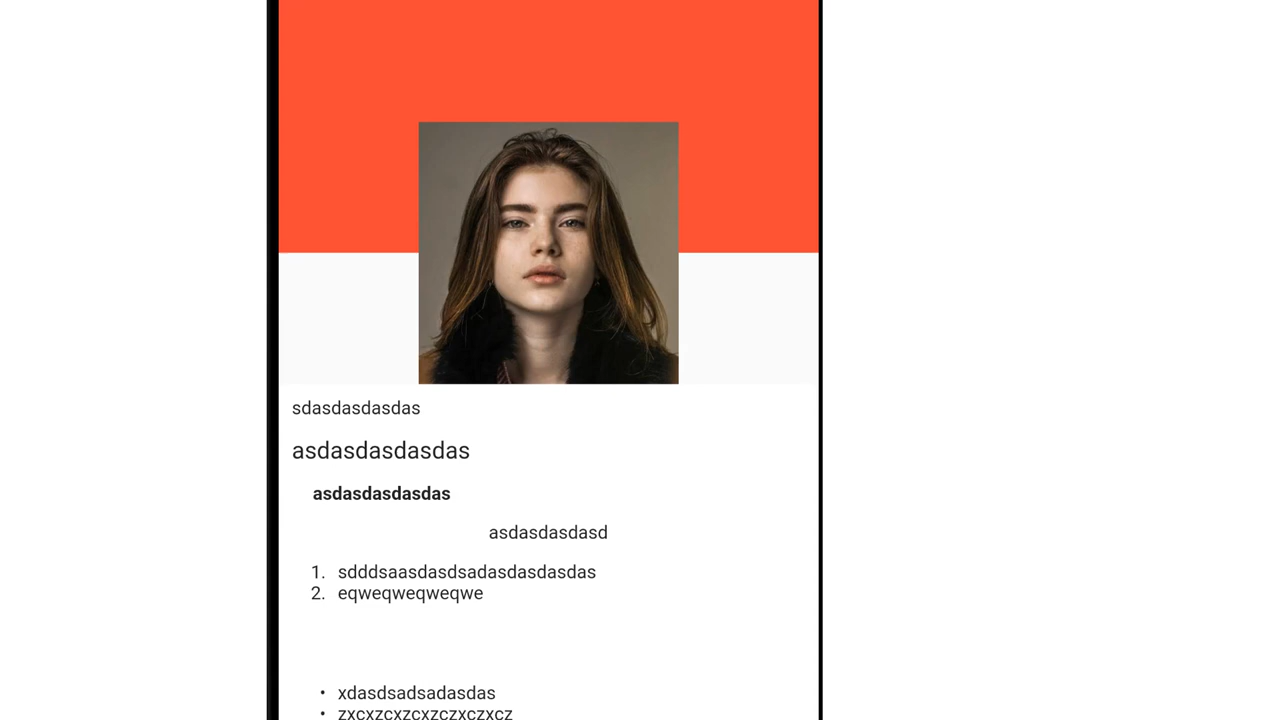 sdasdasdasdas
asdasdasdasdas
asdasdasdasdas
asdasdasdasd
1. sdddsaasdasdsadasdasdasdas
2. eqweqweqweqwe
• xdasdsadsadasdas
• zxcxzcxzcxzczxczxcz